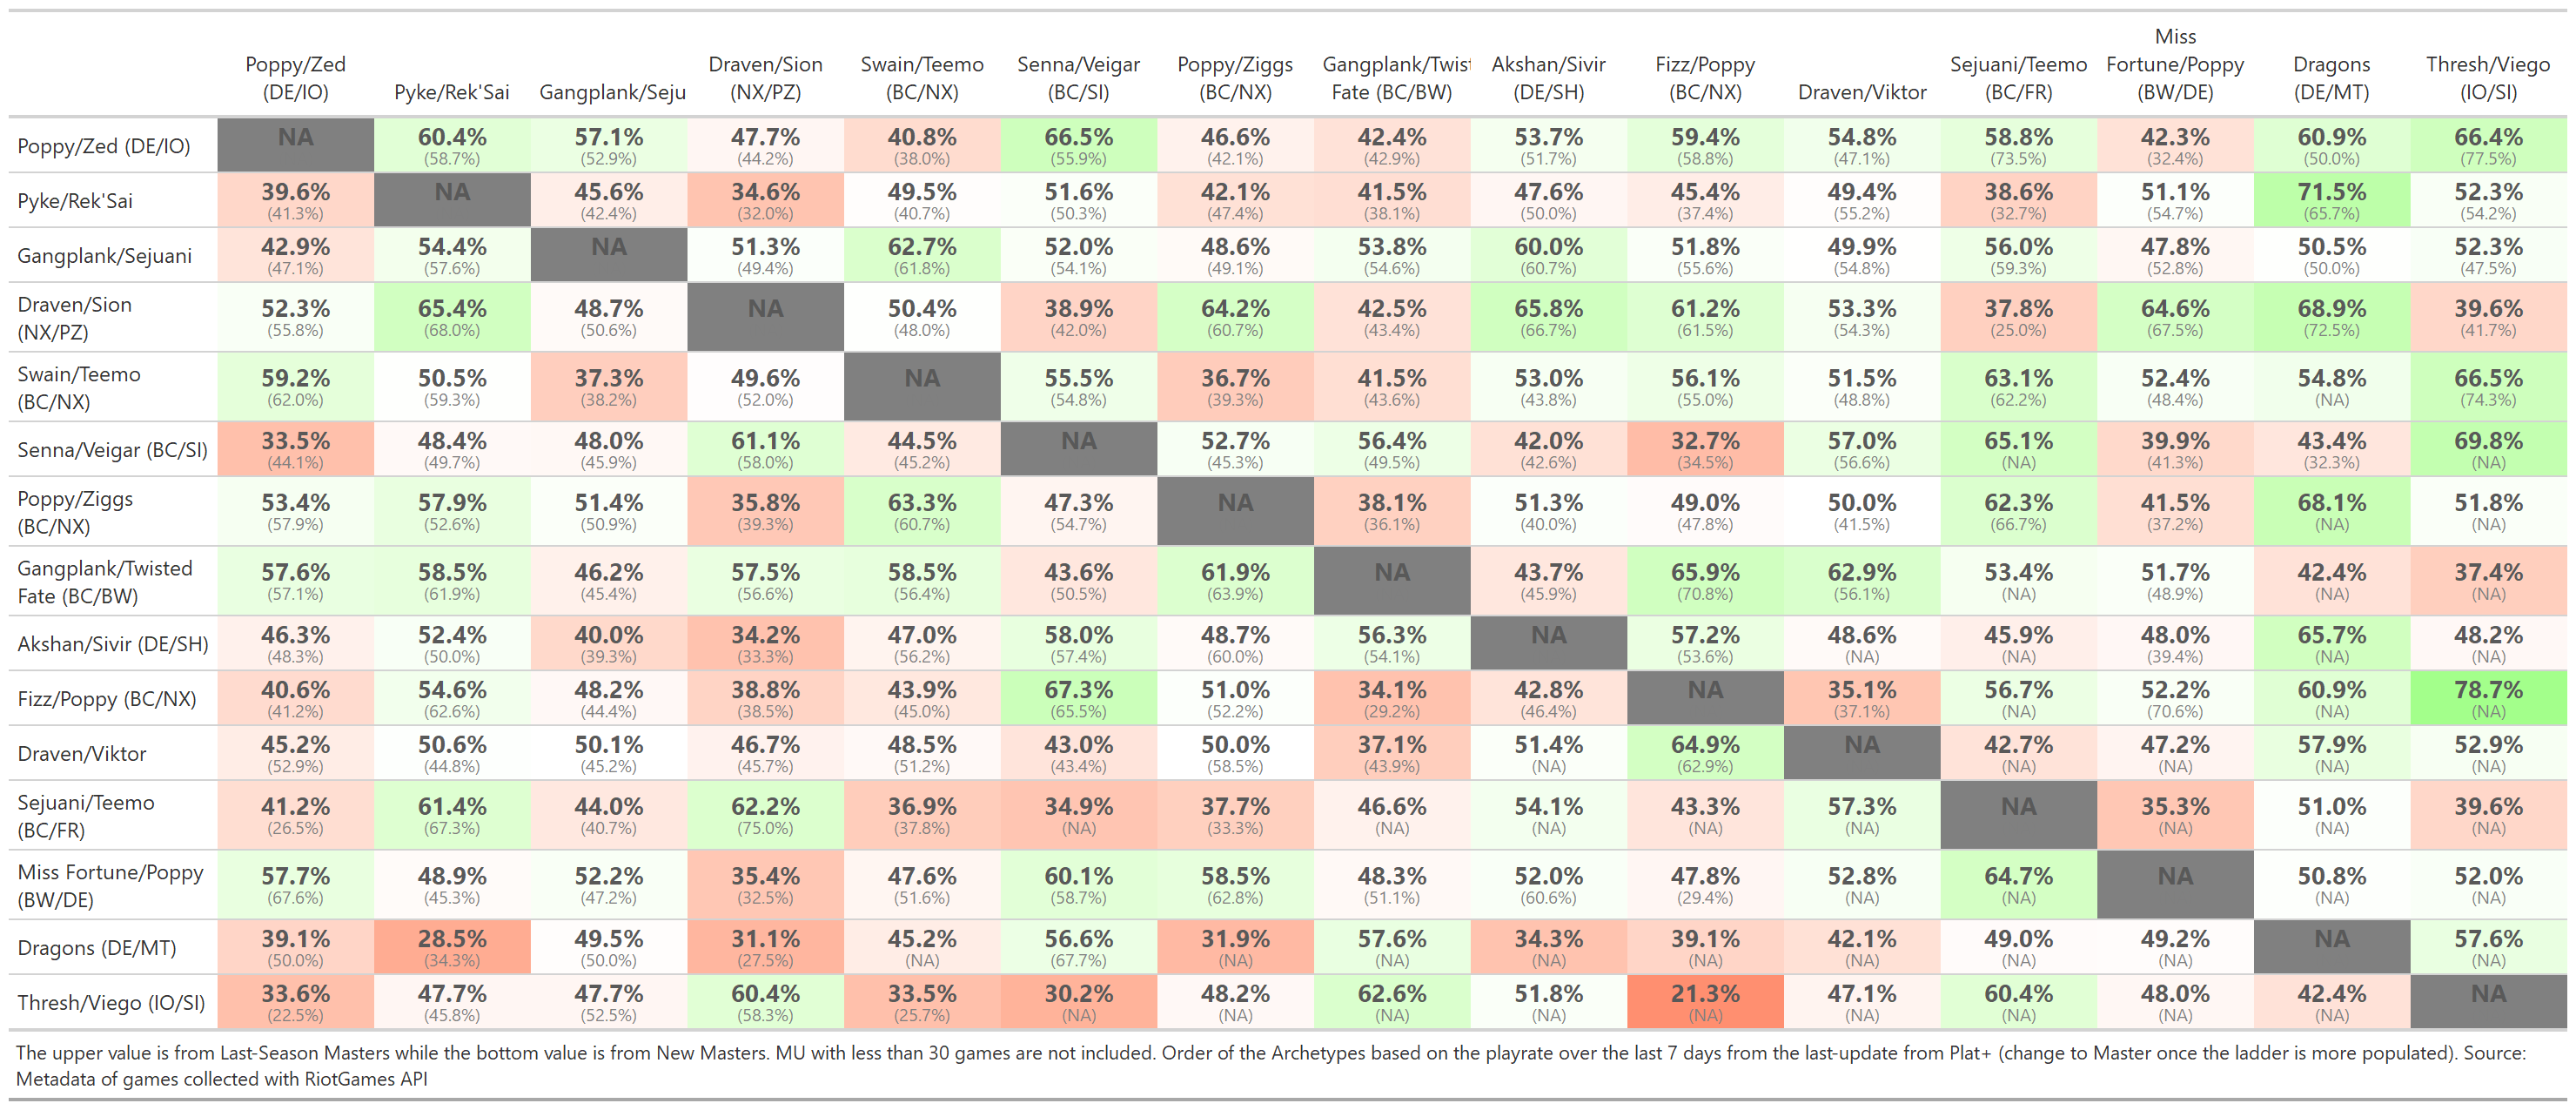 Miss
Poppy/Zed Draven/Sion Swain/Teemo Senna/Veigar Poppy/Ziggs Gangplank/Twist Akshan/Sivir Fizz/Poppy Sejuani/Teemo Fortune/Poppy Dragons Thresh/Viego
(DE/IO) Pyke/Rek'Sai Gangplank/Seju (NX/PZ) (BC/NX) (BC/SI) (BC/NX) Fate (BC/BW) (DE/SH) (BC/NX) Draven/Viktor (BC/FR) (BW/DE) (DE/MT) (IO/SI)
Poppy/Zed (DE/IO) NA 60.4% 57.1% 47.7% 40.8% 66.5% 46.6% 42.4% 53.7% 59.4% 54.8% 58.8% 42.3% 60.9% 66.4%
(58.7%) (52.9%) (44.2%) (38.0%) (55.9%) (42.1%) (42.9%) (51.7%) (58.8%) (47.1%) (73.5%) (32.4%) (50.0%) (77.5%)
Pyke/Rek'Sai 39.6% NA 45.6% 34.6% 49.5% 51.6% 42.1% 41.5% 47.6% 45.4% 49.4% 38.6% 51.1% 71.5% 52.3%
(41.3%) (42.4%) (32.0%) (40.7%) (50.3%) (47.4%) (38.1%) (50.0%) (37.4%) (55.2%) (32.7%) (54.7%) (65.7%) (54.2%)
Gangplank/Sejuani 42.9% 54.4% NA 51.3% 62.7% 52.0% 48.6% 53.8% 60.0% 51.8% 49.9% 56.0% 47.8% 50.5% 52.3%
(47.1%) (57.6%) (49.4%) (61.8%) (54.1%) (49.1%) (54.6%) (60.7%) (55.6%) (54.8%) (59.3%) (52.8%) (50.0%) (47.5%)
Draven/Sion 52.3% 65.4% 48.7% NA 50.4% 38.9% 64.2% 42.5% 65.8% 61.2% 53.3% 37.8% 64.6% 68.9% 39.6%
(NX/PZ) (55.8%) (68.0%) (50.6%) (48.0%) (42.0%) (60.7%) (43.4%) (66.7%) (61.5%) (54.3%) (25.0%) (67.5%) (72.5%) (41.7%)
Swain/Teemo 59.2% 50.5% 37.3% 49.6% NA 55.5% 36.7% 41.5% 53.0% 56.1% 51.5% 63.1% 52.4% 54.8% 66.5%
(BC/NX) (62.0%) (59.3%) (38.2%) (52.0%) (54.8%) (39.3%) (43.6%) (43.8%) (55.0%) (48.8%) (62.2%) (48.4%) (NA) (74.3%)
Senna/Veigar (BC/SI) 33.5% 48.4% 48.0% 61.1% 44.5% NA 52.7% 56.4% 42.0% 32.7% 57.0% 65.1% 39.9% 43.4% 69.8%
(44.1%) (49.7%) (45.9%) (58.0%) (45.2%) (45.3%) (49.5%) (42.6%) (34.5%) (56.6%) (NA) (41.3%) (32.3%) (NA)
Poppy/Ziggs 53.4% 57.9% 51.4% 35.8% 63.3% 47.3% NA 38.1% 51.3% 49.0% 50.0% 62.3% 41.5% 68.1% 51.8%
(BC/NX) (57.9%) (52.6%) (50.9%) (39.3%) (60.7%) (54.7%) (36.1%) (40.0%) (47.8%) (41.5%) (66.7%) (37.2%) (NA) (NA)
Gangplank/Twisted 57.6% 58.5% 46.2% 57.5% 58.5% 43.6% 61.9% NA 43.7% 65.9% 62.9% 53.4% 51.7% 42.4% 37.4%
Fate (BC/BW) (57.1%) (61.9%) (45.4%) (56.6%) (56.4%) (50.5%) (63.9%) (45.9%) (70.8%) (56.1%) (NA) (48.9%) (NA) (NA)
Akshan/Sivir (DE/SH) 46.3% 52.4% 40.0% 34.2% 47.0% 58.0% 48.7% 56.3% NA 57.2% 48.6% 45.9% 48.0% 65.7% 48.2%
(48.3%) (50.0%) (39.3%) (33.3%) (56.2%) (57.4%) (60.0%) (54.1%) (53.6%) (NA) (NA) (39.4%) (NA) (NA)
Fizz/Poppy (BC/NX) 40.6% 54.6% 48.2% 38.8% 43.9% 67.3% 51.0% 34.1% 42.8% NA 35.1% 56.7% 52.2% 60.9% 78.7%
(41.2%) (62.6%) (44.4%) (38.5%) (45.0%) (65.5%) (52.2%) (29.2%) (46.4%) (37.1%) (NA) (70.6%) (NA) (NA)
Draven/Viktor 45.2% 50.6% 50.1% 46.7% 48.5% 43.0% 50.0% 37.1% 51.4% 64.9% NA 42.7% 47.2% 57.9% 52.9%
(52.9%) (44.8%) (45.2%) (45.7%) (51.2%) (43.4%) (58.5%) (43.9%) (NA) (62.9%) (NA) (NA) (NA) (NA)
Sejuani/Teemo 41.2% 61.4% 44.0% 62.2% 36.9% 34.9% 37.7% 46.6% 54.1% 43.3% 57.3% NA 35.3% 51.0% 39.6%
(BC/FR) (26.5%) (67.3%) (40.7%) (75.0%) (37.8%) (NA) (33.3%) (NA) (NA) (NA) (NA) (NA) (NA) (NA)
Miss Fortune/Poppy 57.7% 48.9% 52.2% 35.4% 47.6% 60.1% 58.5% 48.3% 52.0% 47.8% 52.8% 64.7% NA 50.8% 52.0%
(BW/DE) (67.6%) (45.3%) (47.2%) (32.5%) (51.6%) (58.7%) (62.8%) (51.1%) (60.6%) (29.4%) (NA) (NA) (NA) (NA)
Dragons (DE/MT) 39.1% 28.5% 49.5% 31.1% 45.2% 56.6% 31.9% 57.6% 34.3% 39.1% 42.1% 49.0% 49.2% NA 57.6%
(50.0%) (34.3%) (50.0%) (27.5%) (NA) (67.7%) (NA) (NA) (NA) (NA) (NA) (NA) (NA) (NA)
Thresh/Viego (IO/SI) 33.6% 47.7% 47.7% 60.4% 33.5% 30.2% 48.2% 62.6% 51.8% 21.3% 47.1% 60.4% 48.0% 42.4% NA
(22.5%) (45.8%) (52.5%) (58.3%) (25.7%) (NA) (NA) (NA) (NA) (NA) (NA) (NA) (NA) (NA)
The upper value is from Last-Season Masters while the bottom value is from New Masters. MU with less than 30 games are not included. Order of the Archetypes based on the playrate over the last 7 days from the last-update from Plat+ (change to Master once the ladder is more populated). Source:
Metadata of games collected with RiotGames API